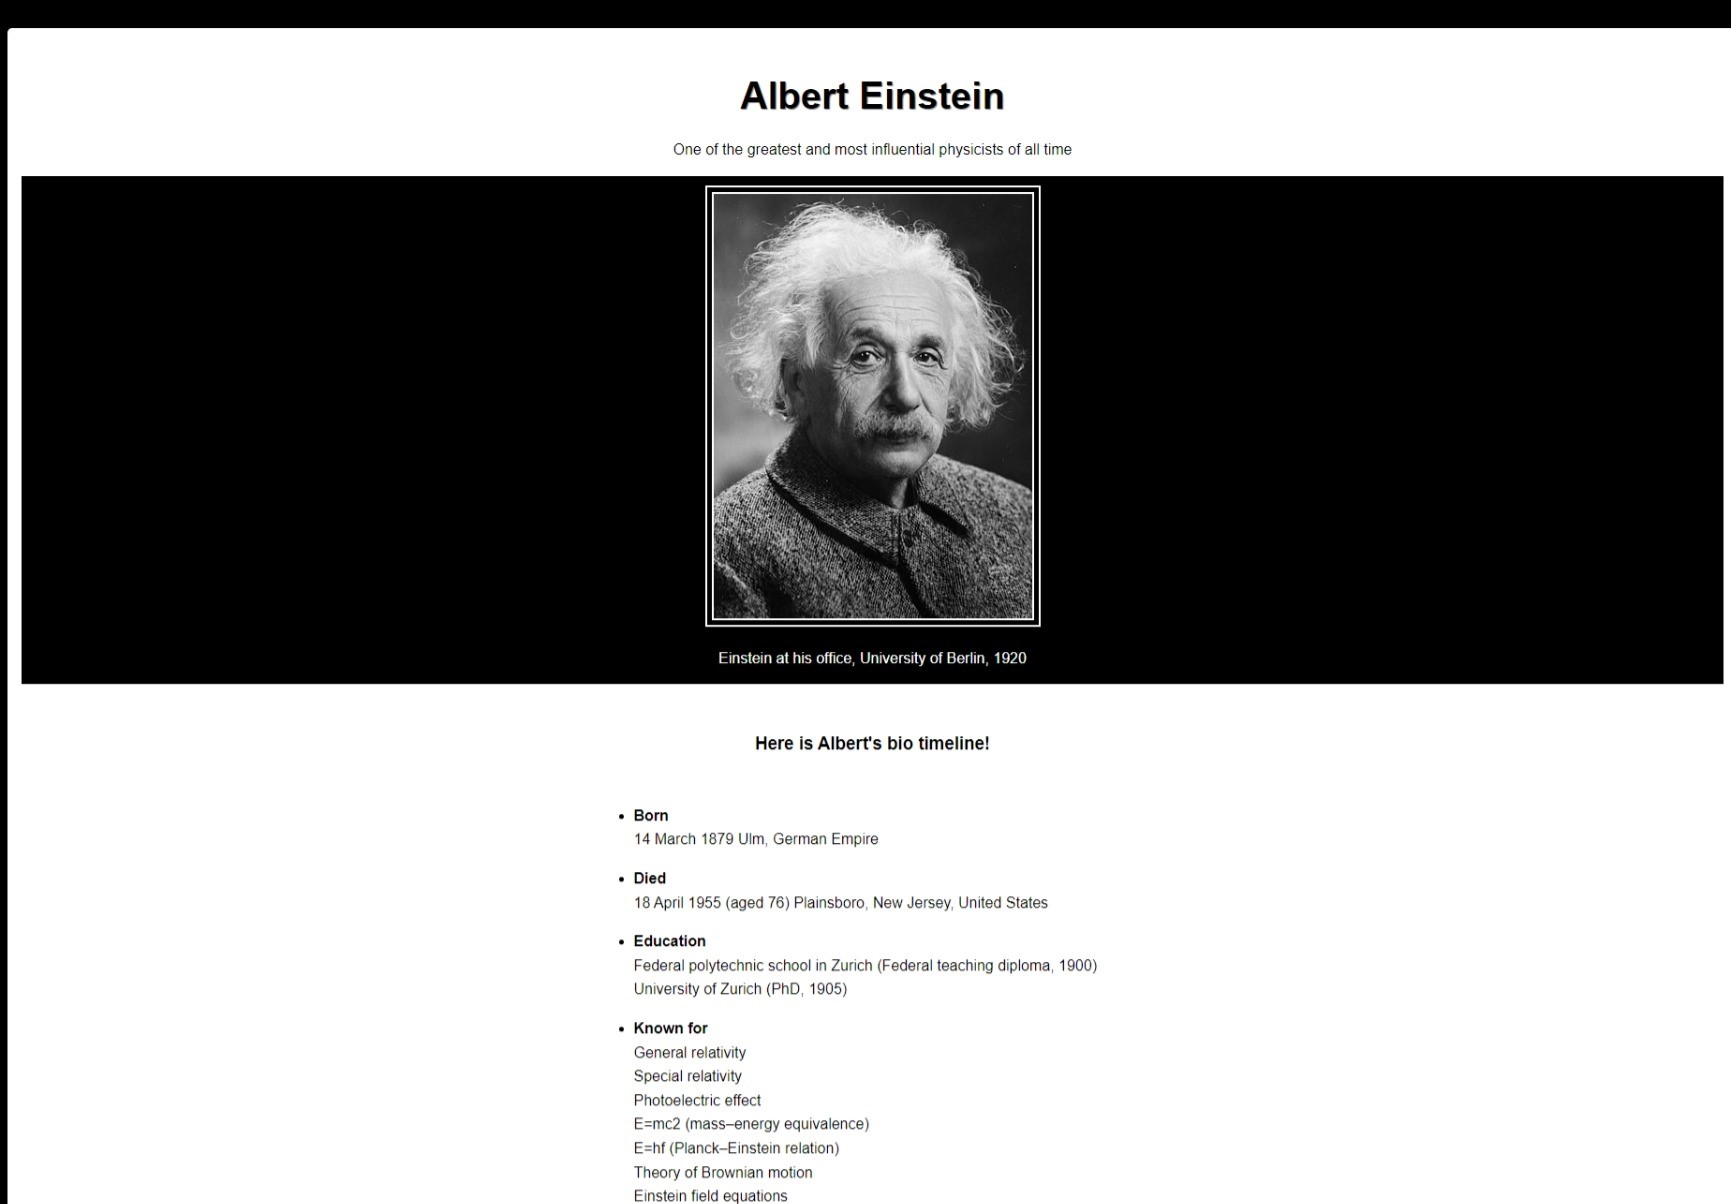 Albert Einstein
One of the greatest and most influential physicists of all time
Einstein at his office, University of Berlin, 1920
Here is Albert's bio timeline!
• Born
14 March 1879 Ulm, German Empire
• Died
18 April 1955 (aged 76) Plainsboro, New Jersey, United States
• Education
Federal polytechnic school in Zurich (Federal teaching diploma, 1900)
University of Zurich (PhD, 1905)
• Known for
General relativity
Special relativity
Photoelectric effect
E=mc2 (mass–energy equivalence)
E=hf (Planck–Einstein relation)
Theory of Brownian motion
Einstein field equations